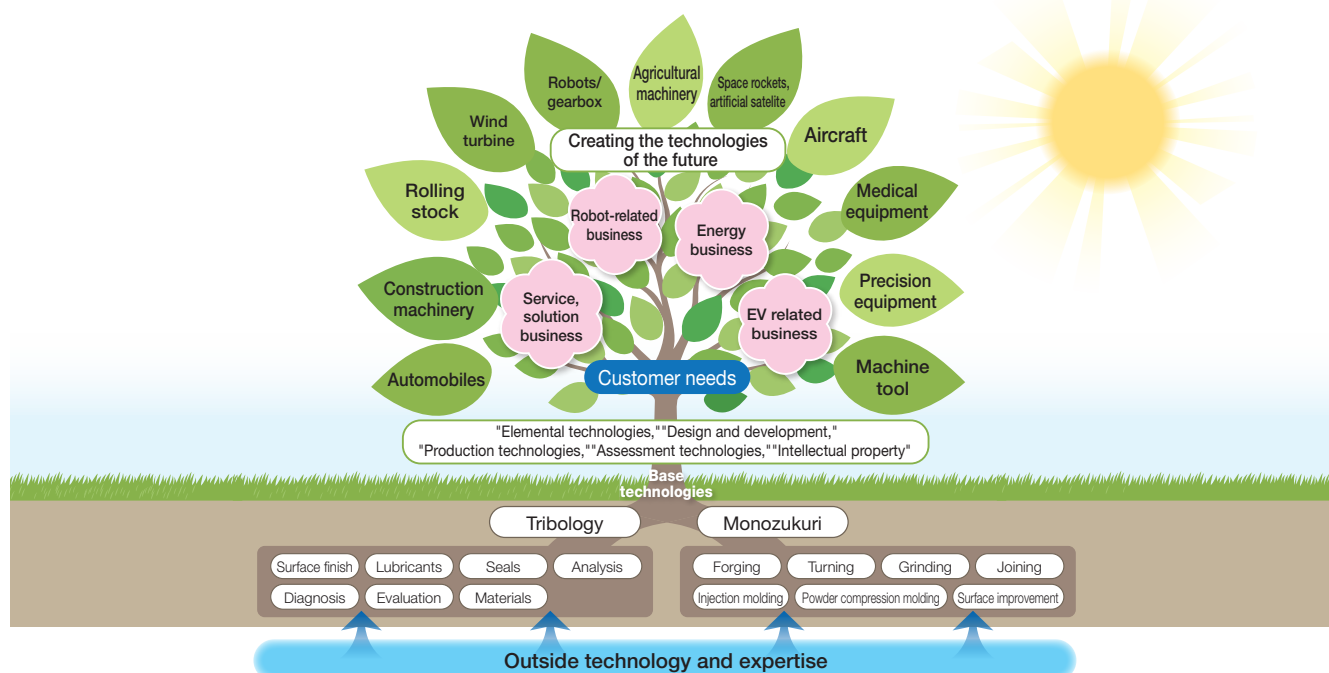 Robots/
gearbox
Agricultural
machinery
Space rockets,
artificial satelite
Wind
turbine
Aircraft
Creating the technologies
of the future
Rolling
stock
Medical
equipment
Robot-related
business
Energy
business
Construction
machinery
Service,
solution
business
EV related
business
Precision
equipment
Automobiles
Customer needs
Machine
tool
"Elemental technologies,""Design and development,"
"Production technologies,""Assessment technologies,""Intellectual property"
Base
technologies
Tribology
Monozukuri
Surface finish
Lubricants
Seals
Analysis
Diagnosis
Evaluation
Materials
Forging
Turning
Grinding
Joining
Injection molding
Powder compression molding
Surface improvement
Outside technology and expertise